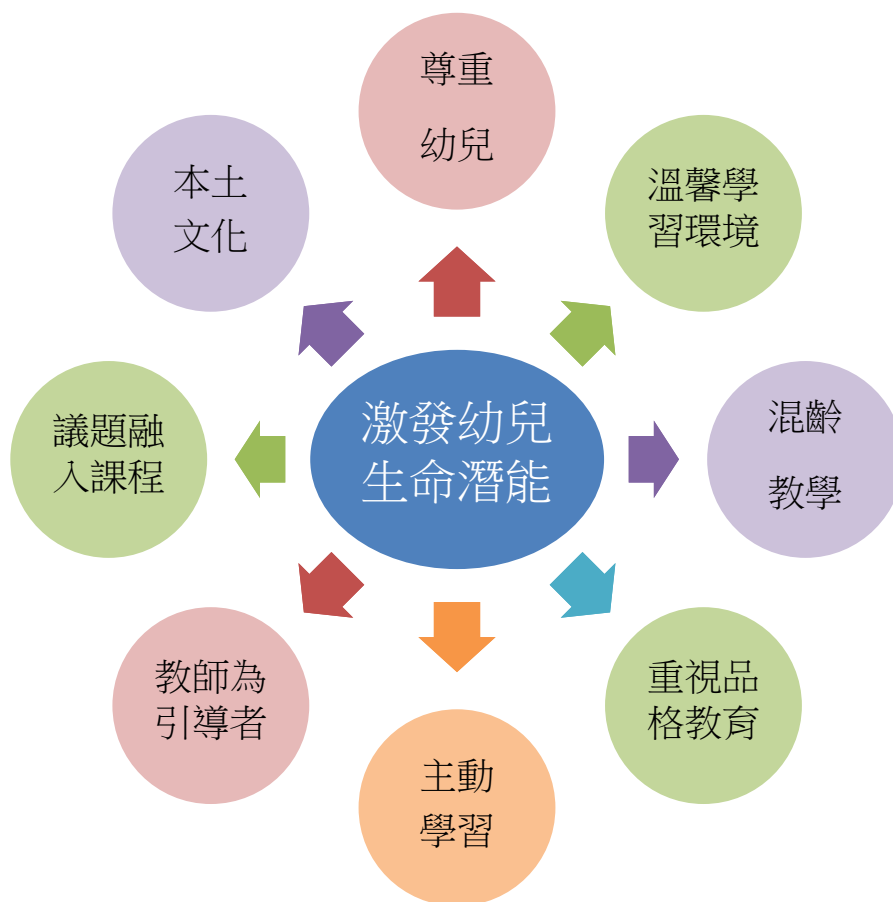 尊重
幼兒
溫馨學
習環境
混齡
教學
重視品
格教育
主動
學習
教師為
引導者
議題融
入課程
本土
文化
激發幼兒
生命潛能